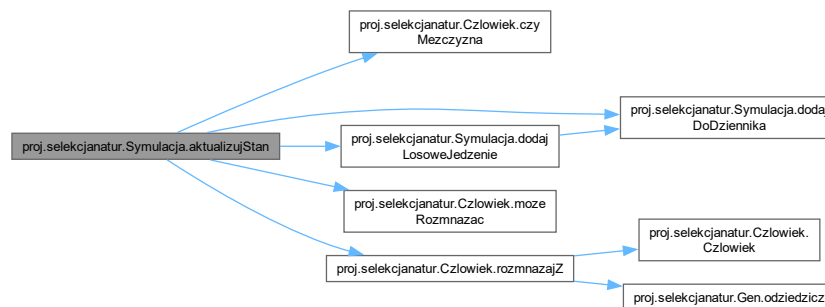 proj.selekcjanatur.Czlowiek.czy
Mezczyzna
proj.selekcjanatur.Symulacja.dodaj
DoDziennika
proj.selekcjanatur.Symulacja.aktualizujStan
proj.selekcjanatur.Symulacja.dodaj
LosoweJedzenie
proj.selekcjanatur.Czlowiek.moze
Rozmnazac
proj.selekcjanatur.Czlowiek.
Czlowiek
proj.selekcjanatur.Czlowiek.rozmnazajZ
proj.selekcjanatur.Gen.odziedzicz